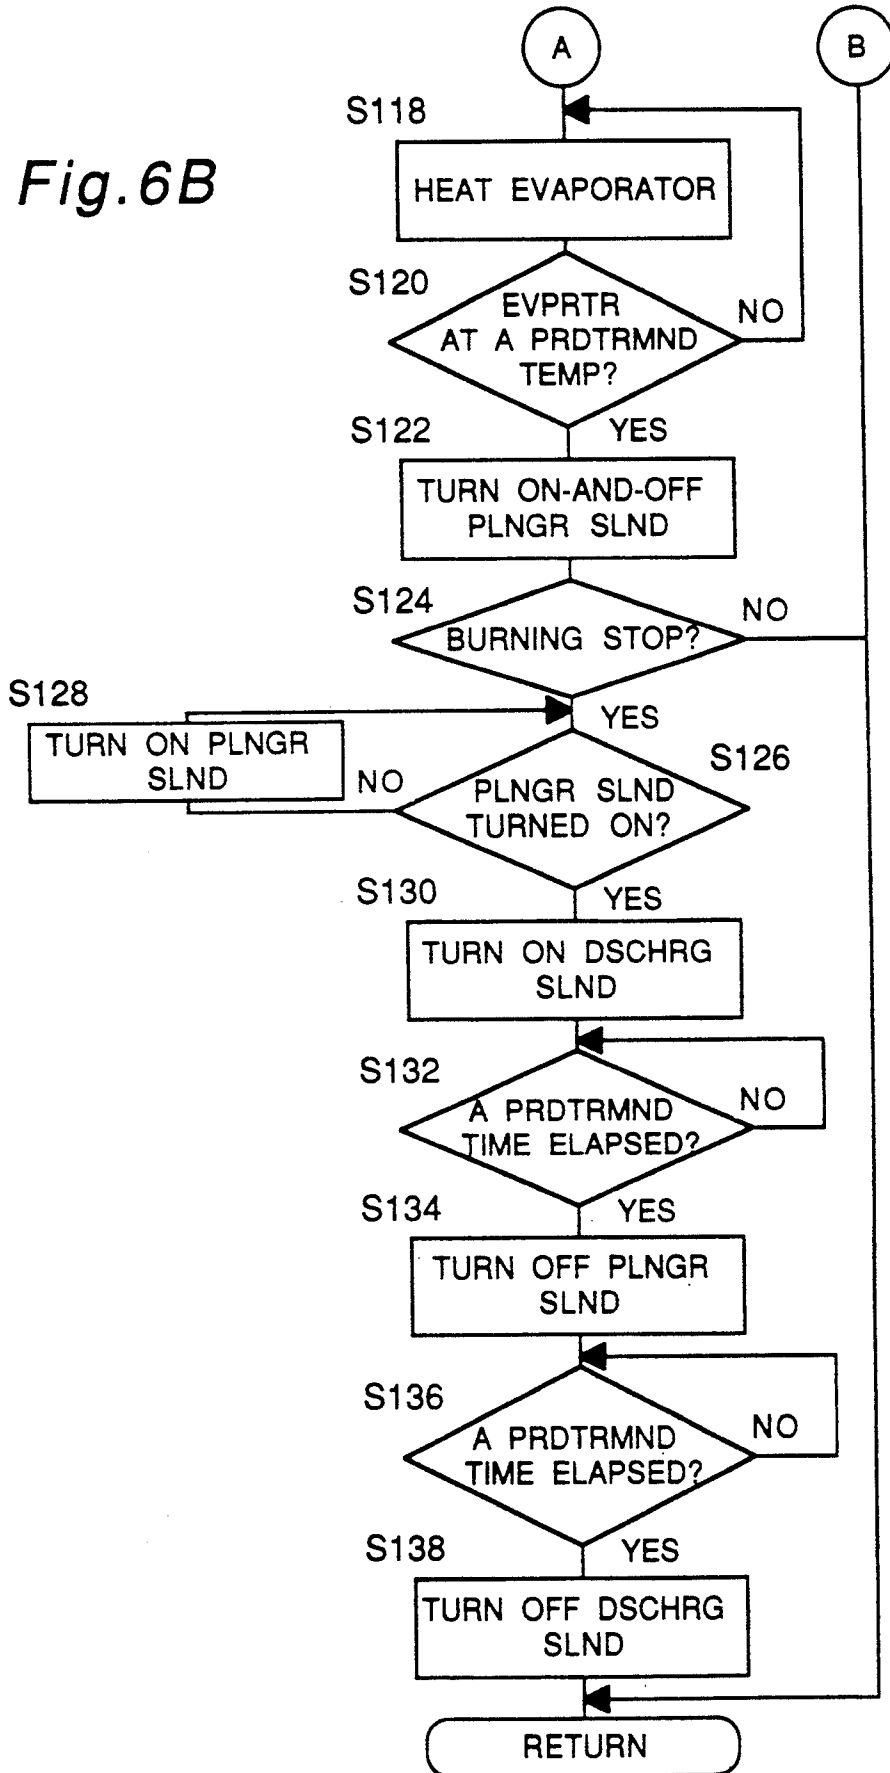 A
B
S118
Fig.6B
HEAT EVAPORATOR
S120
EVPRTR
AT A PRDTRMND
TEMP?
NO
YES
S122
TURN ON-AND-OFF
PLNGR SLND
S124
BURNING STOP?
NO
YES
S128
TURN ON PLNGR
SLND
NO
S126
PLNGR SLND
TURNED ON?
YES
S130
TURN ON DSCHRG
SLND
S132
A PRDTRMND
TIME ELAPSED?
NO
YES
S134
TURN OFF PLNGR
SLND
S136
A PRDTRMND
TIME ELAPSED?
NO
YES
S138
TURN OFF DSCHRG
SLND
RETURN